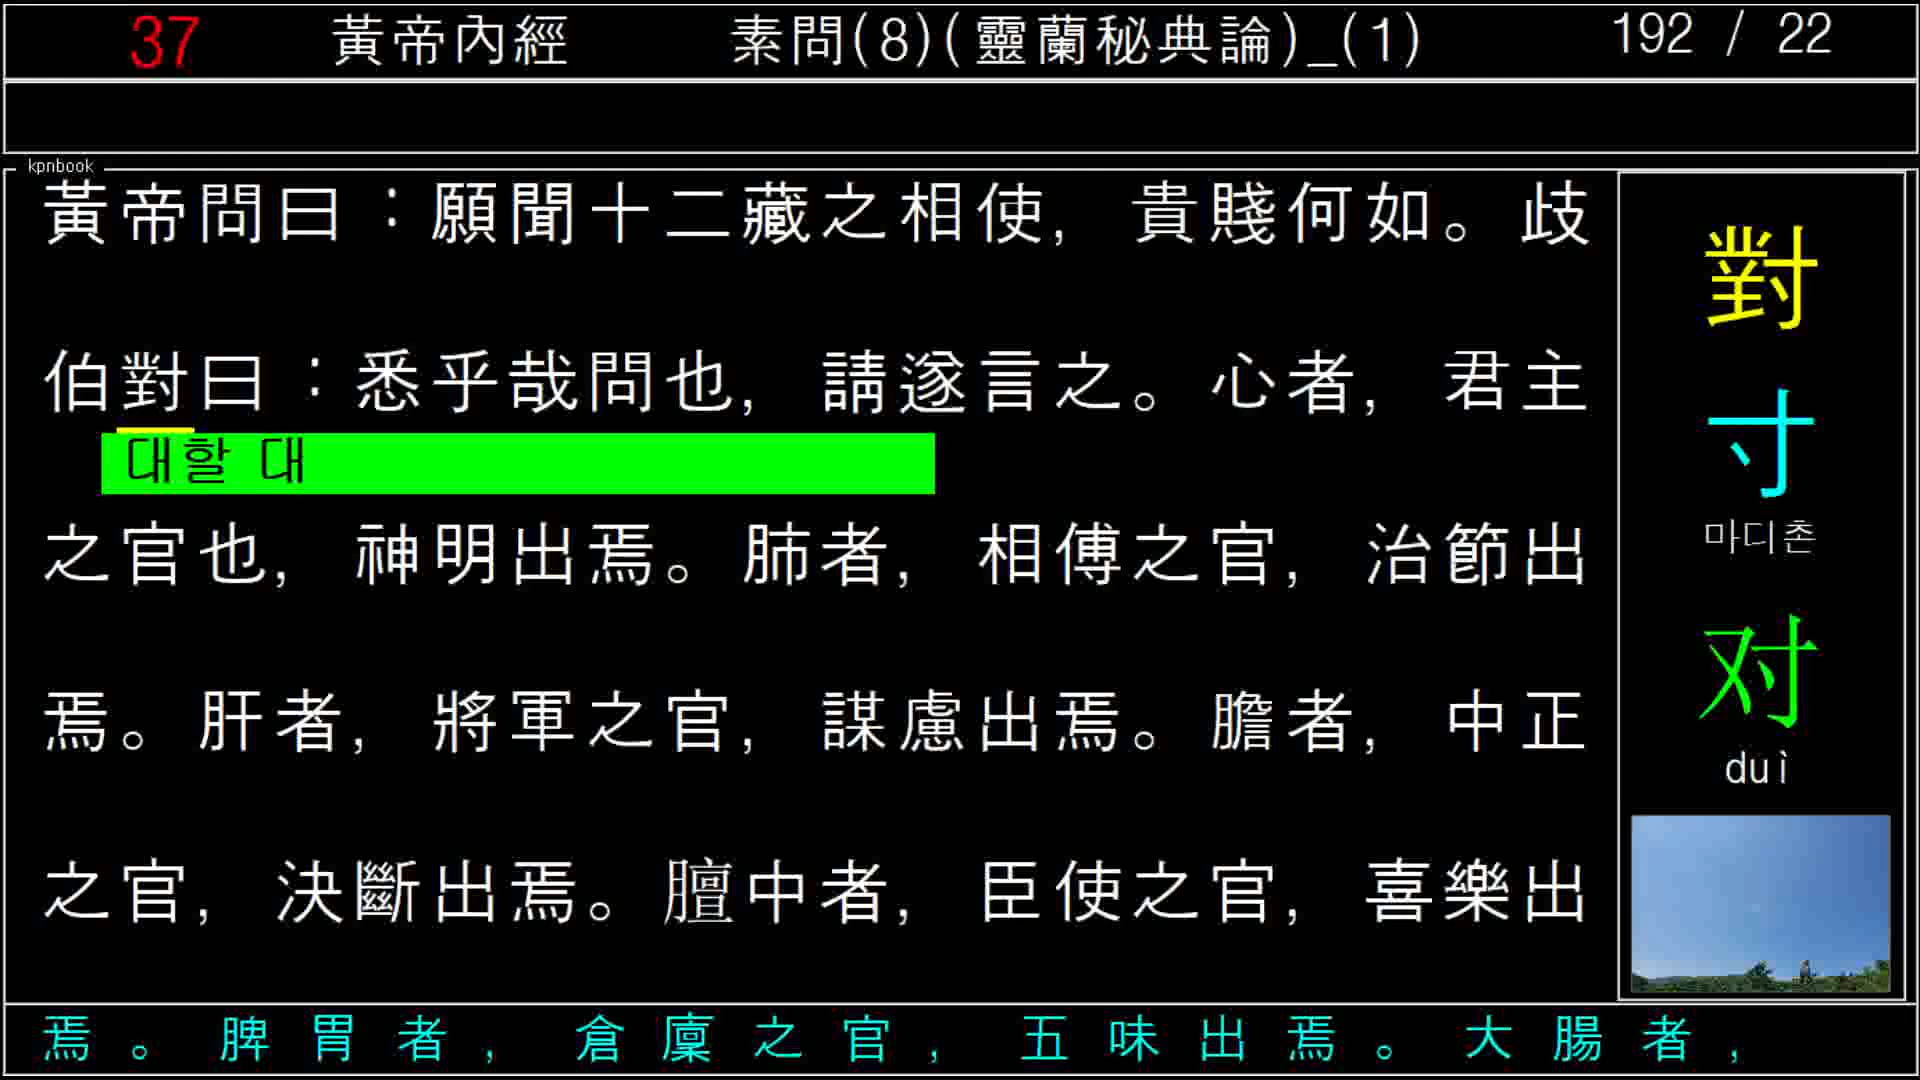 37 黃帝內經 素問(8)(靈蘭秘典論)_(1) 192 / 22
kpnbook
黃帝問曰：願聞十二藏之相使, 貴賤何如。歧
伯對曰：悉乎哉問也, 請遂言之。心者, 君主
대할 대
之官也, 神明出焉。肺者, 相傅之官, 治節出
焉。肝者, 將軍之官, 謀慮出焉。膽者, 中正
之官, 決斷出焉。膻中者, 臣使之官, 喜樂出
對
寸
마디촌
对
duì
焉。脾胃者, 倉廩之官, 五味出焉。大腸者,